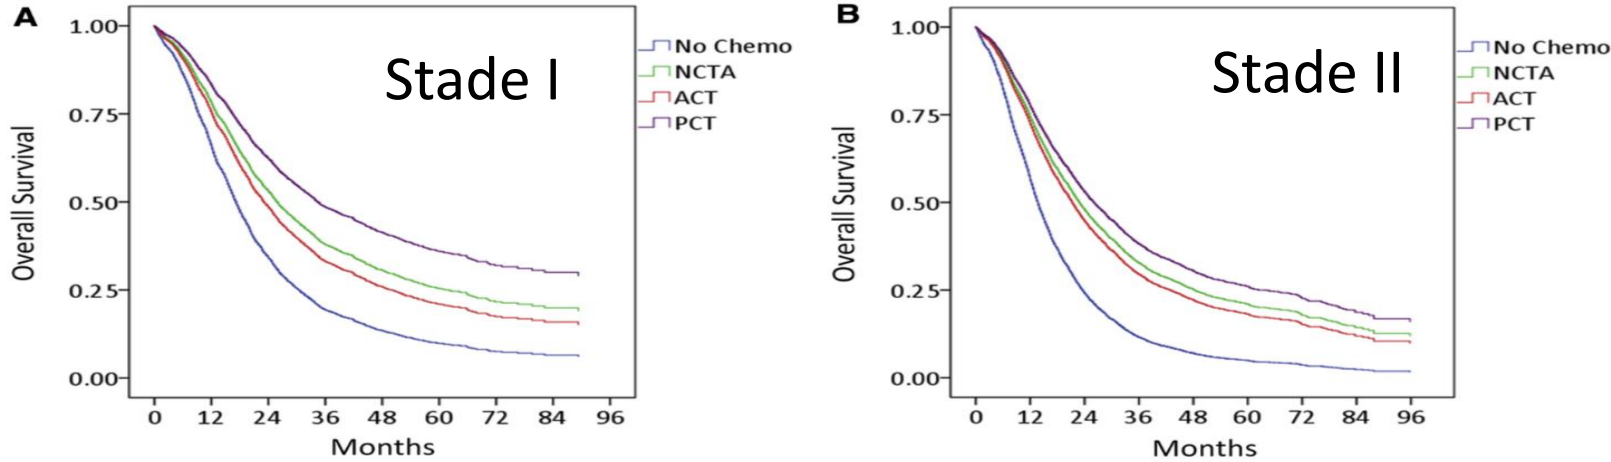 A
Stade I
Overall Survival
1.00
0.75
0.50
0.25
0.00
0 12 24 36 48 60 72 84 96
Months
No Chemo
NCTA
ACT
PCT
B
Stade II
Overall Survival
1.00
0.75
0.50
0.25
0.00
0 12 24 36 48 60 72 84 96
Months
No Chemo
NCTA
ACT
PCT